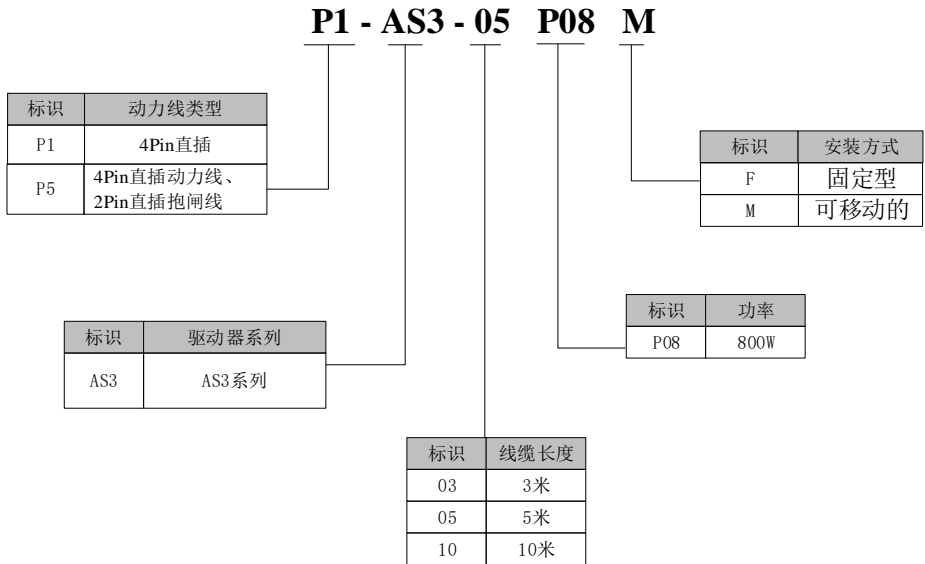 P1 - AS3 - 05 P08 M
标识 动力线类型
P1 4Pin直插
P5 4Pin直插动力线、
2Pin直插抱闸线
标识 安装方式
F 固定型
M 可移动的
标识 功率
P08 800W
标识 驱动器系列
AS3 AS3系列
标识 线缆长度
03 3米
05 5米
10 10米